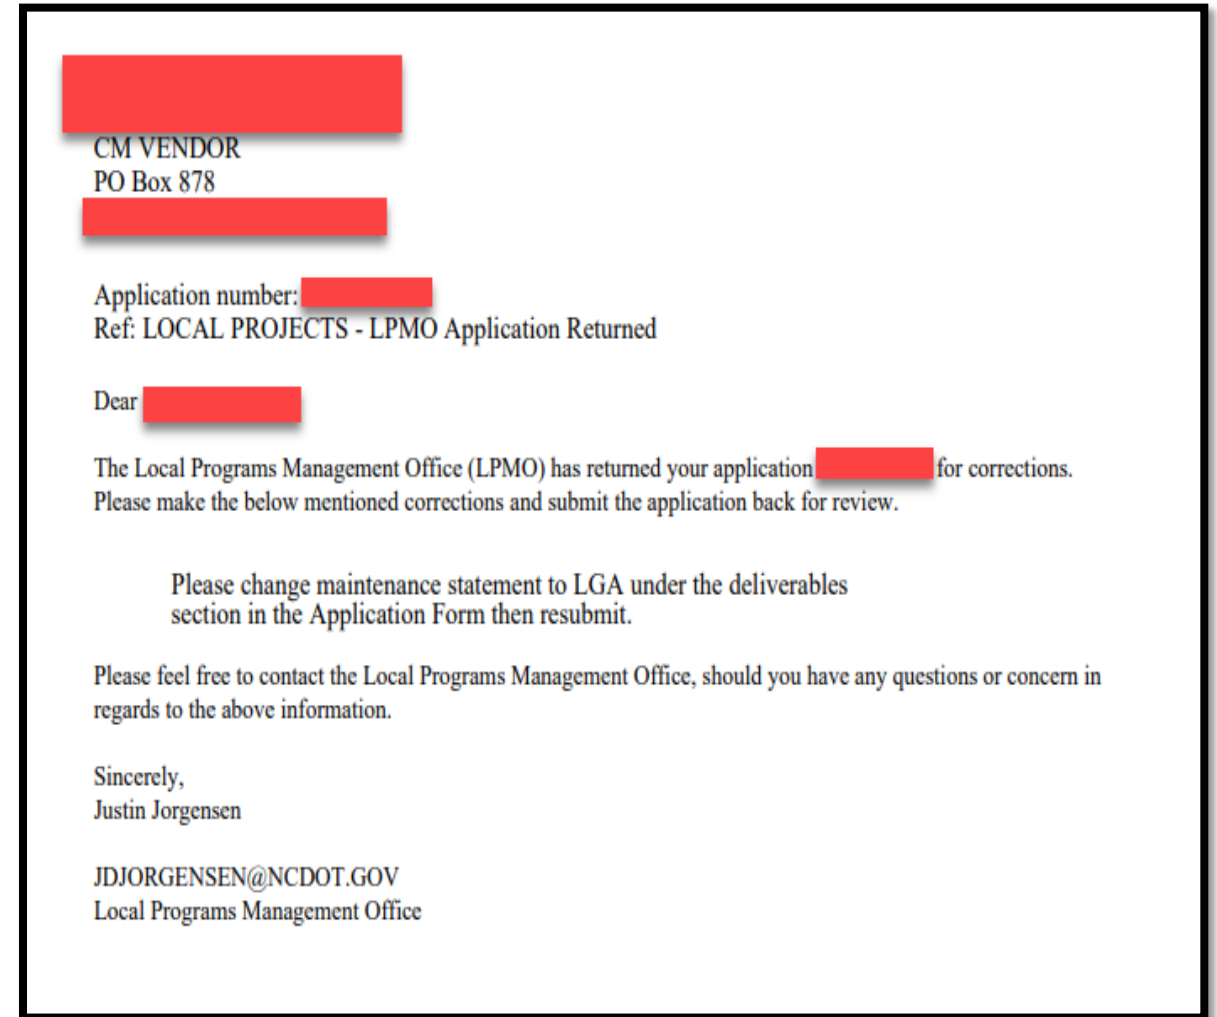 CM VENDOR
PO Box 878
Application number:
Ref: LOCAL PROJECTS - LPMO Application Returned
Dear
The Local Programs Management Office (LPMO) has returned your application for corrections.
Please make the below mentioned corrections and submit the application back for review.
Please change maintenance statement to LGA under the deliverables
section in the Application Form then resubmit.
Please feel free to contact the Local Programs Management Office, should you have any questions or concern in
regards to the above information.
Sincerely,
Justin Jorgensen
JDJORGENSEN@NCDOT.GOV
Local Programs Management Office